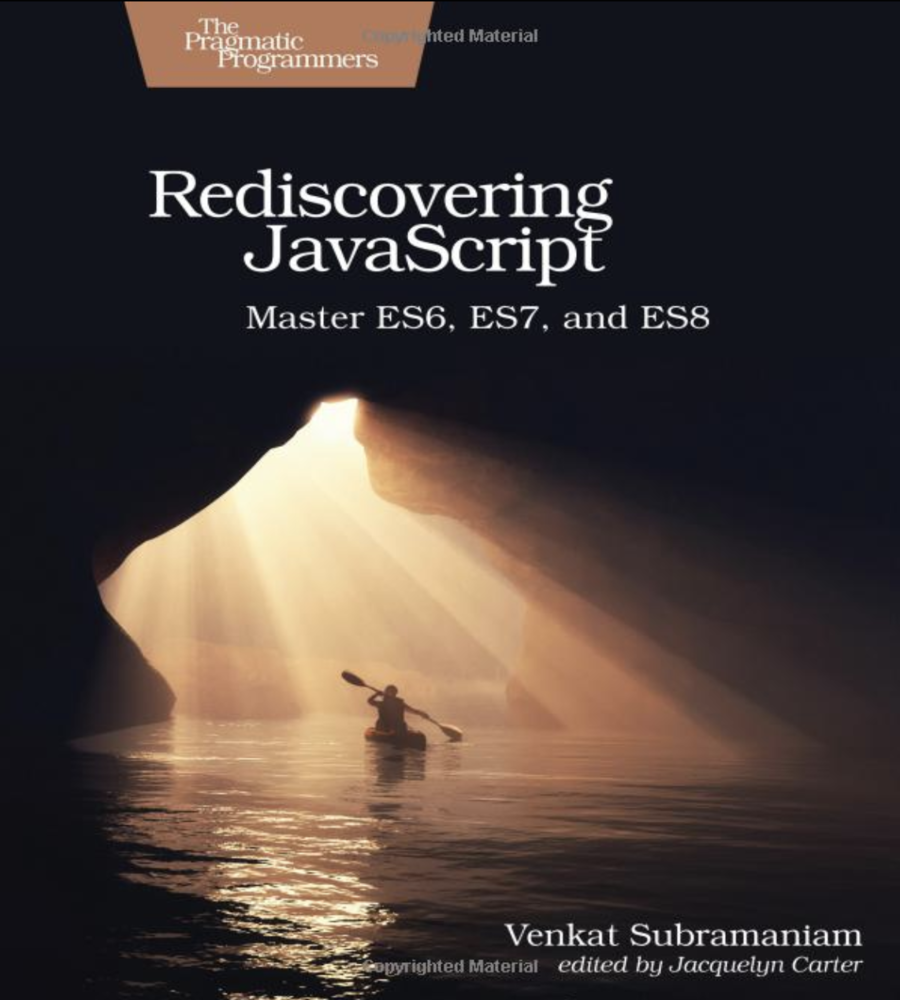 The
Pragmatic
Programmers
Copyrighted Material
Rediscovering
JavaScript
Master ES6, ES7, and ES8
Venkat Subramaniam
edited by Jacquelyn Carter
Copyrighted Material